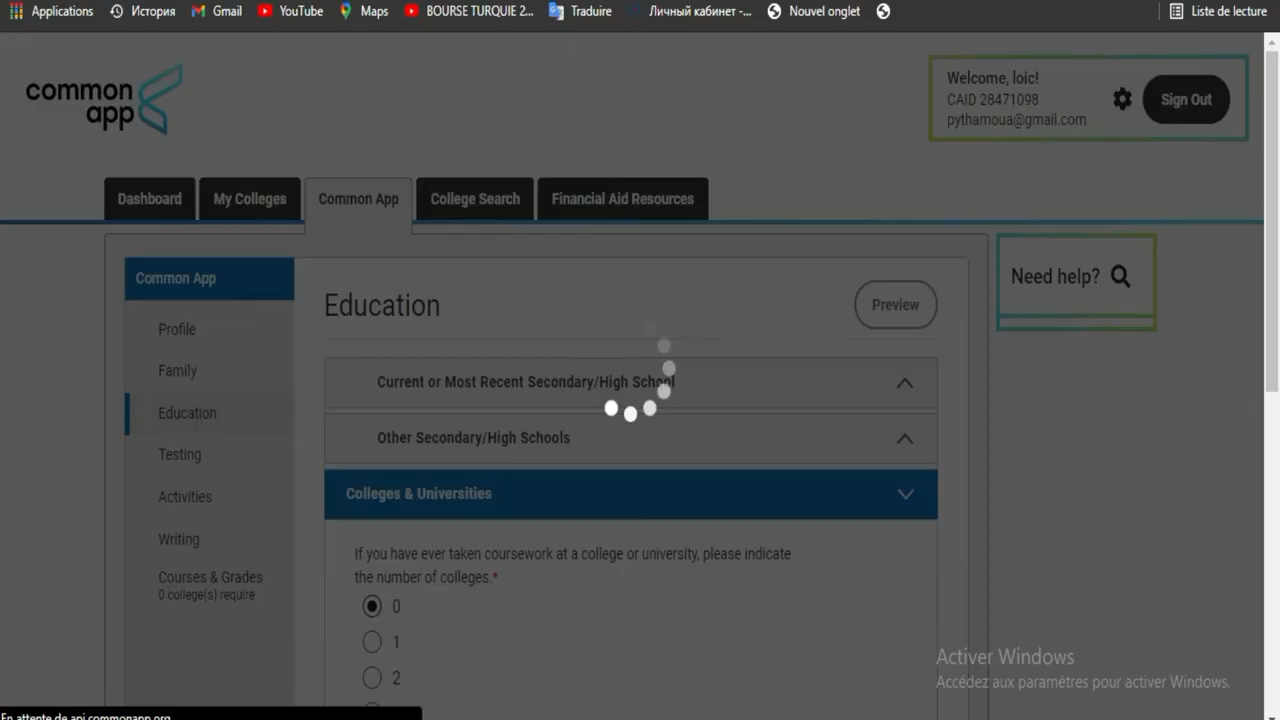 Applications История Gmail YouTube Maps BOURSE TURQUIE 2... Traduire Личный кабинет -... Nouvel onglet Liste de lecture
common
app
Welcome, loic!
CAID 28471098
pythamoua@gmail.com
Sign Out
Dashboard My Colleges Common App College Search Financial Aid Resources
Common App
Profile
Family
Education
Testing
Activities
Writing
Courses & Grades
0 college(s) require
Education
Preview
Current or Most Recent Secondary/High School
Other Secondary/High Schools
Colleges & Universities
If you have ever taken coursework at a college or university, please indicate
the number of colleges.*
0
1
2
Need help?
Activer Windows
Accédez aux paramètres pour activer Windows.
En attente de api.commonapp.org